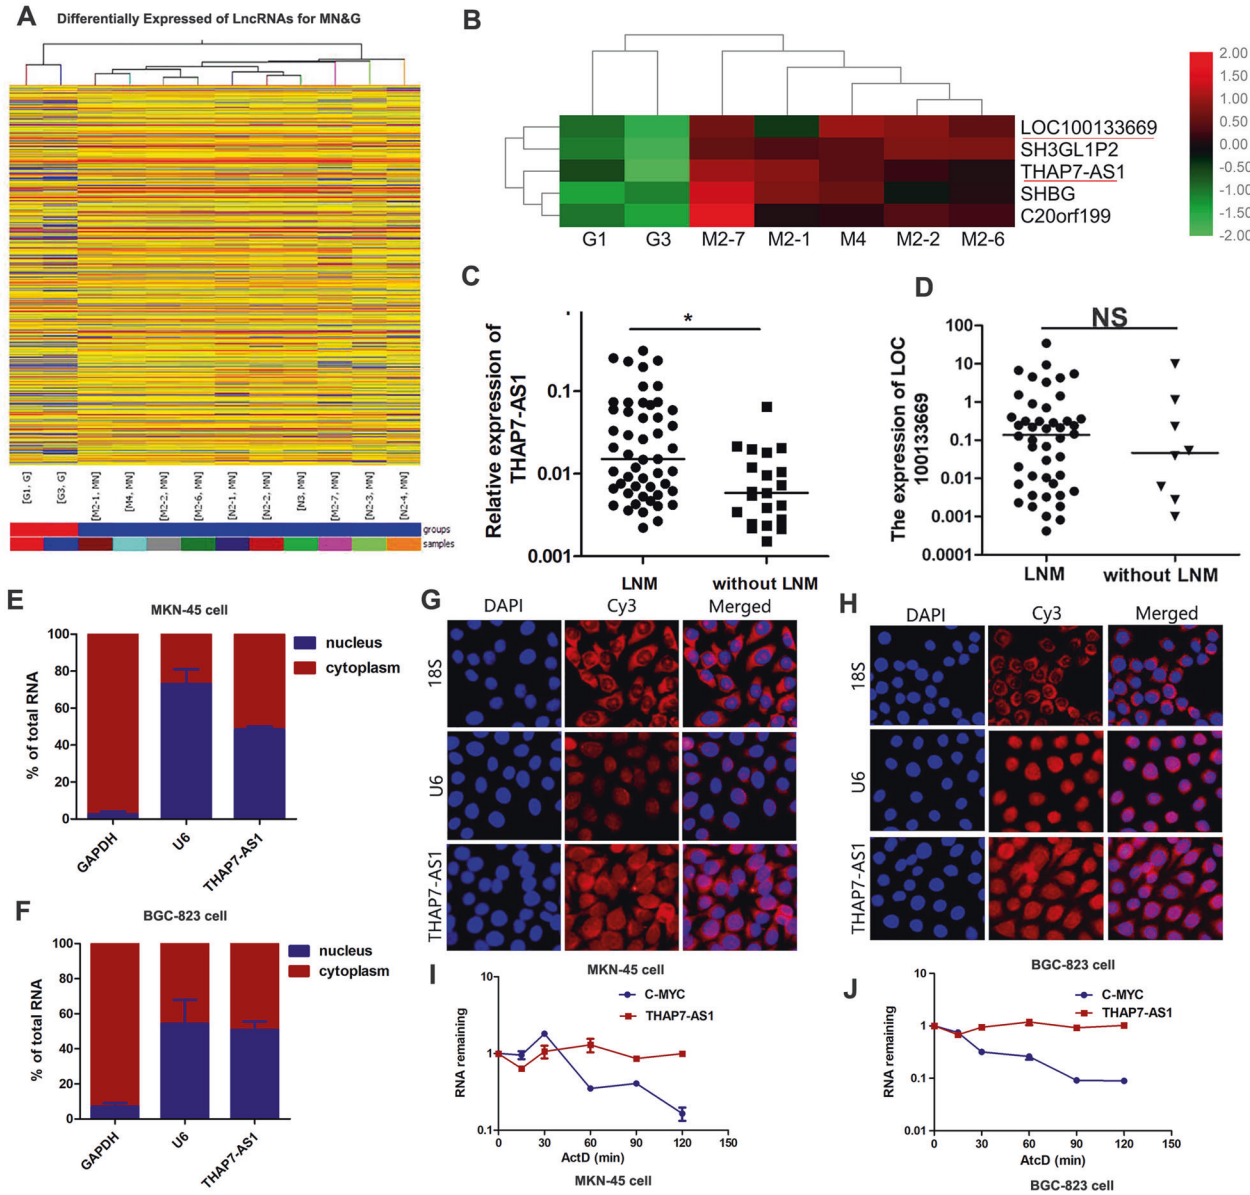 A
Differentially Expressed of LncRNAs for MN&G
[G1, G]
[G3, G]
[M2-1, MN]
[M4, MN]
[M2-2, MN]
[M2-6, MN]
[N2-1, MN]
[N2-2, MN]
[N3, MN]
[M2-7, MN]
[N2-3, MN]
[N2-4, MN]
groups
samples
B
LOC100133669
SH3GL1P2
THAP7-AS1
SHBG
C20orf199
G1 G3 M2-7 M2-1 M4 M2-2 M2-6
2.00
1.50
1.00
0.50
0.00
-0.50
-1.00
-1.50
-2.00
C
Relative expression of
THAP7-AS1
*
0.1
0.01
0.001
LNM without LNM
D
The expression of LOC
100133669
NS
100
10
1
0.1
0.01
0.001
0.0001
LNM without LNM
E
MKN-45 cell
% of total RNA
100
80
60
40
20
0
nucleus
cytoplasm
GAPDH
U6
THAP7-AS1
F
BGC-823 cell
% of total RNA
100
80
60
40
20
0
nucleus
cytoplasm
GAPDH
U6
THAP7-AS1
G
DAPI Cy3 Merged
18S
U6
THAP7-AS1
MKN-45 cell
H
DAPI Cy3 Merged
18S
U6
THAP7-AS1
BGC-823 cell
I
RNA remaining
10
1
0.1
C-MYC
THAP7-AS1
0 30 60 90 120 150
ActD (min)
MKN-45 cell
J
RNA remaining
10
1
0.1
0.01
C-MYC
THAP7-AS1
0 30 60 90 120 150
AtcD (min)
BGC-823 cell